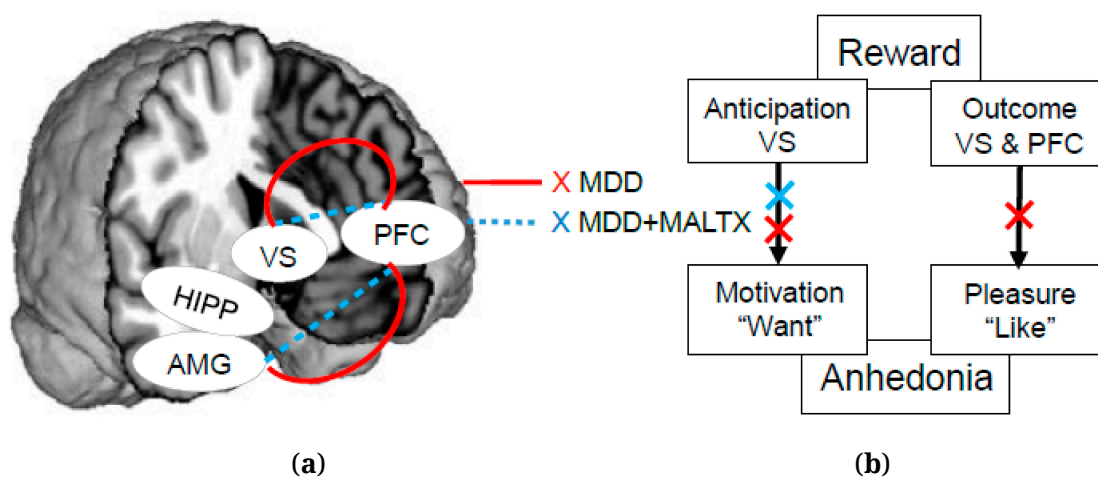 VS
PFC
HIPP
AMG
X MDD
X MDD+MALTX
(a)
Reward
Anticipation
VS
Outcome
VS & PFC
Motivation
“Want”
Pleasure
“Like”
Anhedonia
(b)